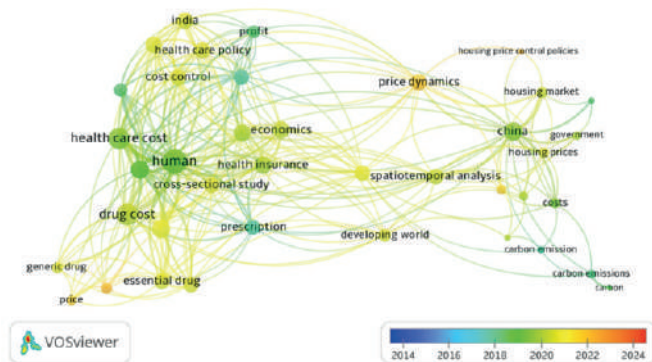 india
profit
health care policy
housing price control policies
cost control
price dynamics
housing market
health care cost
economics
china
government
human
health insurance
housing prices
cross-sectional study
spatiotemporal analysis
drug cost
costs
prescription
developing world
carbon emission
generic drug
essential drug
carbon emissions
price
carbon
VOSviewer
2014 2016 2018 2020 2022 2024